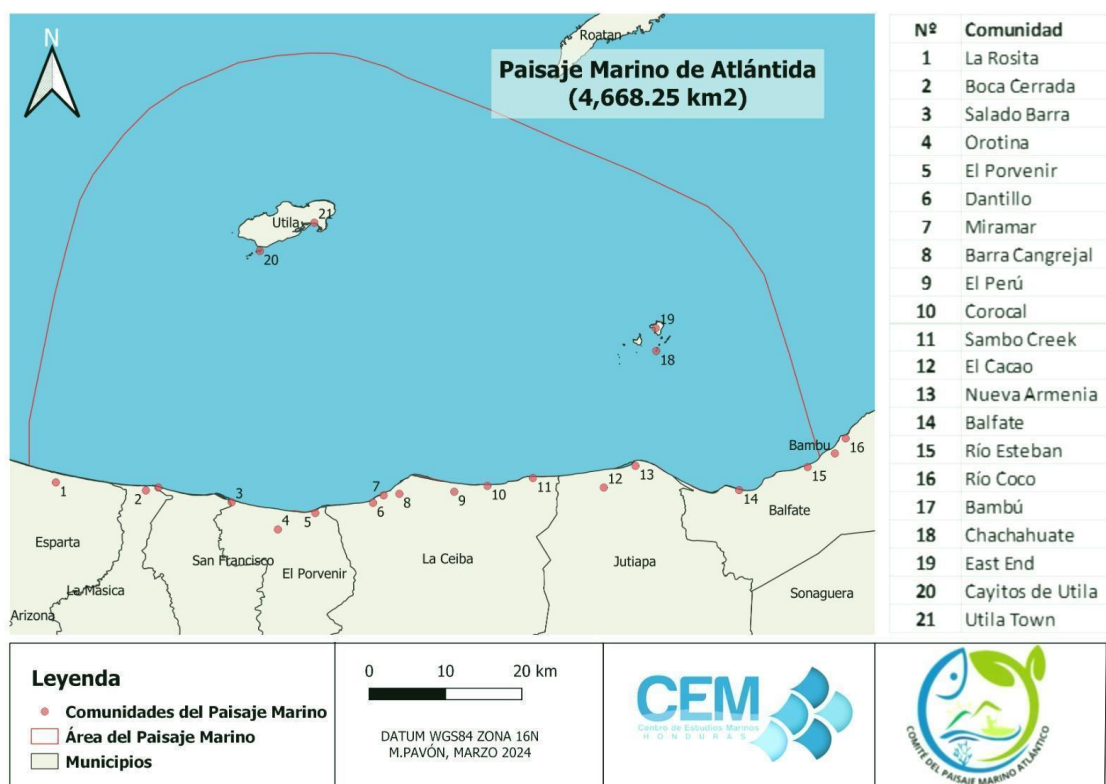 N
Roatan
Paisaje Marino de Atlántida
(4,668.25 km2)
Utila
21
20
19
18
Bambu
16
15
1
2
3
4
5
7
6
8
9
10
11
12
13
14
Balfate
Esparta
La Masica
San Francisco
El Porvenir
La Ceiba
Jutiapa
Sonaguera
Arizona
Nº Comunidad
1 La Rosita
2 Boca Cerrada
3 Salado Barra
4 Orotina
5 El Porvenir
6 Dantillo
7 Miramar
8 Barra Cangrejal
9 El Perú
10 Corocal
11 Sambo Creek
12 El Cacao
13 Nueva Armenia
14 Balfate
15 Río Esteban
16 Río Coco
17 Bambú
18 Chachahuate
19 East End
20 Cayitos de Utila
21 Utila Town
Leyenda
Comunidades del Paisaje Marino
Área del Paisaje Marino
Municipios
0 10 20 km
DATUM WGS84 ZONA 16N
M.PAVÓN, MARZO 2024
CEM
Centro de Estudios Marinos
HONDURAS
COMITÉ DEL PAISAJE MARINO ATLÁNTICO